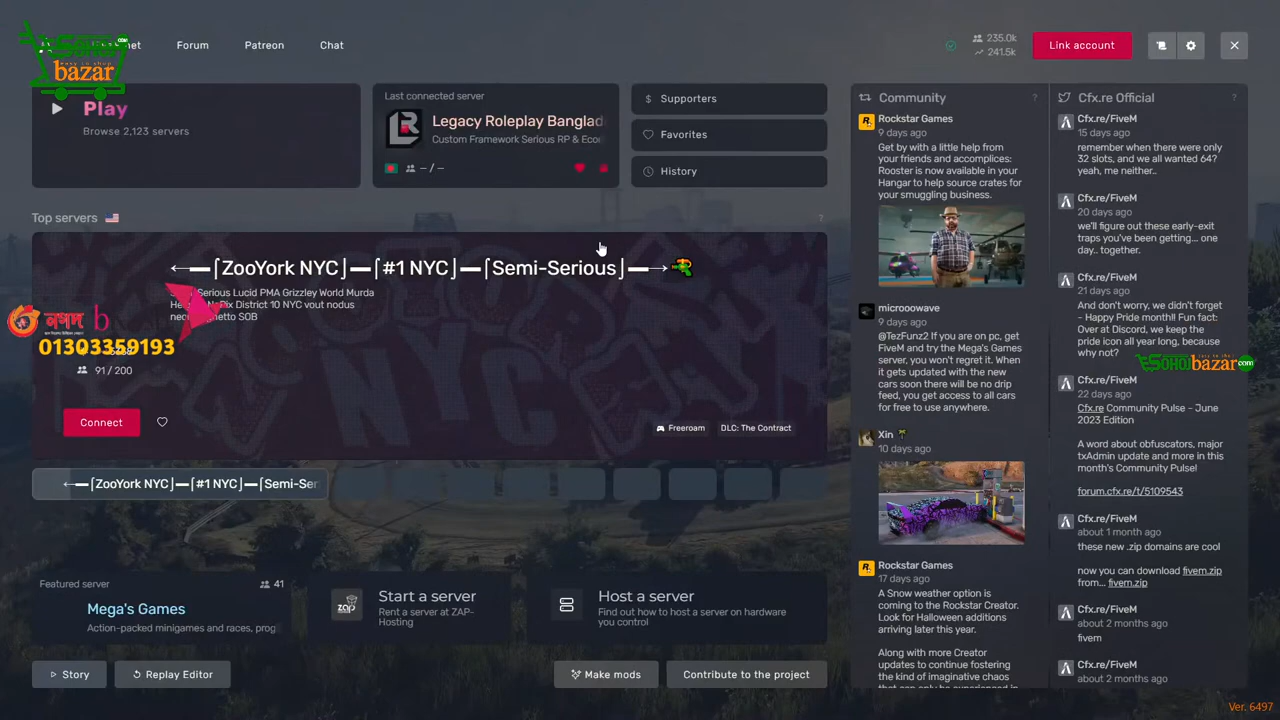 bazar
net
Forum
Patreon
Chat
235.0k
241.5k
Link account
Play
Browse 2,123 servers
Last connected server
Legacy Roleplay Banglad
Custom Framework Serious RP & Eco
– / –
$ Supporters
Favorites
History
Top servers
?
←—⌈ZooYork NYC⌋—⌈#1 NYC⌋—⌈Semi-Serious⌋—→
Serious Lucid PMA Grizzley World Murda
District 10 NYC vout nodus
hetto SOB
নগদ b
01303359193
91 / 200
Connect
Freeroam
DLC: The Contract
←—⌈ZooYork NYC⌋—⌈#1 NYC⌋—⌈Semi-Ser
Featured server
41
Mega's Games
Action-packed minigames and races, prog
ZAP
Start a server
Rent a server at ZAP-
Hosting
Host a server
Find out how to host a server on hardware
you control
Story
Replay Editor
Make mods
Contribute to the project
Community
?
Rockstar Games
9 days ago
Get by with a little help from
your friends and accomplices:
Rooster is now available in your
Hangar to help source crates for
your smuggling business.
microoowave
9 days ago
@TezFunz2 If you are on pc, get
FiveM and try the Mega's Games
server, you won't regret it. When
it gets updated with the new
cars soon there will be no drip
feed, you get access to all cars
for free to use anywhere.
Xin
10 days ago
Rockstar Games
17 days ago
A Snow weather option is
coming to the Rockstar Creator.
Look for Halloween additions
arriving later this year.
Along with more Creator
updates to continue fostering
the kind of imaginative chaos
Cfx.re Official
?
Cfx.re/FiveM
15 days ago
remember when there were only
32 slots, and we all wanted 64?
yeah, me neither..
Cfx.re/FiveM
20 days ago
we'll figure out these early-exit
traps you've been getting... one
day.. together.
Cfx.re/FiveM
21 days ago
And don't worry, we didn't forget
- Happy Pride month!! Fun fact:
Over at Discord, we keep the
pride icon all year long, because
why not?
SOHOJ bazar.com
Cfx.re/FiveM
22 days ago
Cfx.re Community Pulse – June
2023 Edition
A word about obfuscators, major
txAdmin update and more in this
month's Community Pulse!
forum.cfx.re/t/5109543
Cfx.re/FiveM
about 1 month ago
these new .zip domains are cool
now you can download fivem.zip
from... fivem.zip
Cfx.re/FiveM
about 2 months ago
fivem
Cfx.re/FiveM
about 2 months ago
Ver. 6497